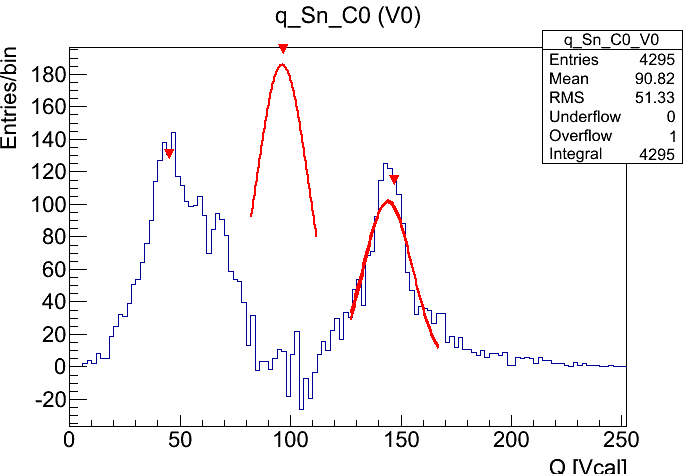 q_Sn_C0 (V0)
q_Sn_C0_V0
Entries 4295
Mean 90.82
RMS 51.33
Underflow 0
Overflow 1
Integral 4295
Entries/bin
180
160
140
120
100
80
60
40
20
0
-20
0 50 100 150 200 250
Q [Vcal]